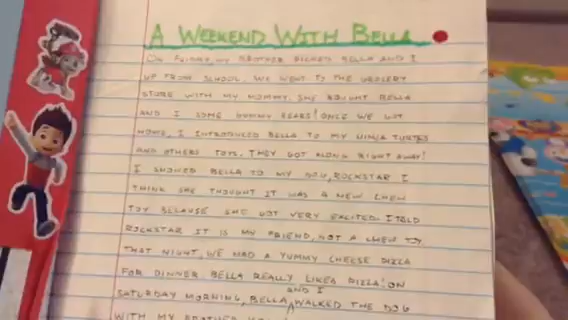 A WEEKEND WITH BELLA
ON FRIDAY, MY BROTHER PICKED BELLA AND I
UP FROM SCHOOL. WE WENT TO THE GROCERY
STORE WITH MY MOMMY. SHE BOUGHT BELLA
AND I SOME GUMMY BEARS! ONCE WE GOT
HOME, I INTRODUCED BELLA TO MY NINJA TURTLES
AND OTHERS TOYS. THEY GOT ALONG RIGHT AWAY!
I SHOWED BELLA TO MY DOG, ROCKSTAR I
THINK SHE THOUGHT IT WAS A NEW CHEW
TOY BECAUSE SHE GOT VERY EXCITED. I TOLD
ROCKSTAR IT IS MY FRIEND, NOT A CHEW TOY.
THAT NIGHT, WE HAD A YUMMY CHEESE PIZZA
FOR DINNER. BELLA REALLY LIKES PIZZA! ON
AND I
SATURDAY MORNING, BELLA WALKED THE DOG
WITH MY BROTHER